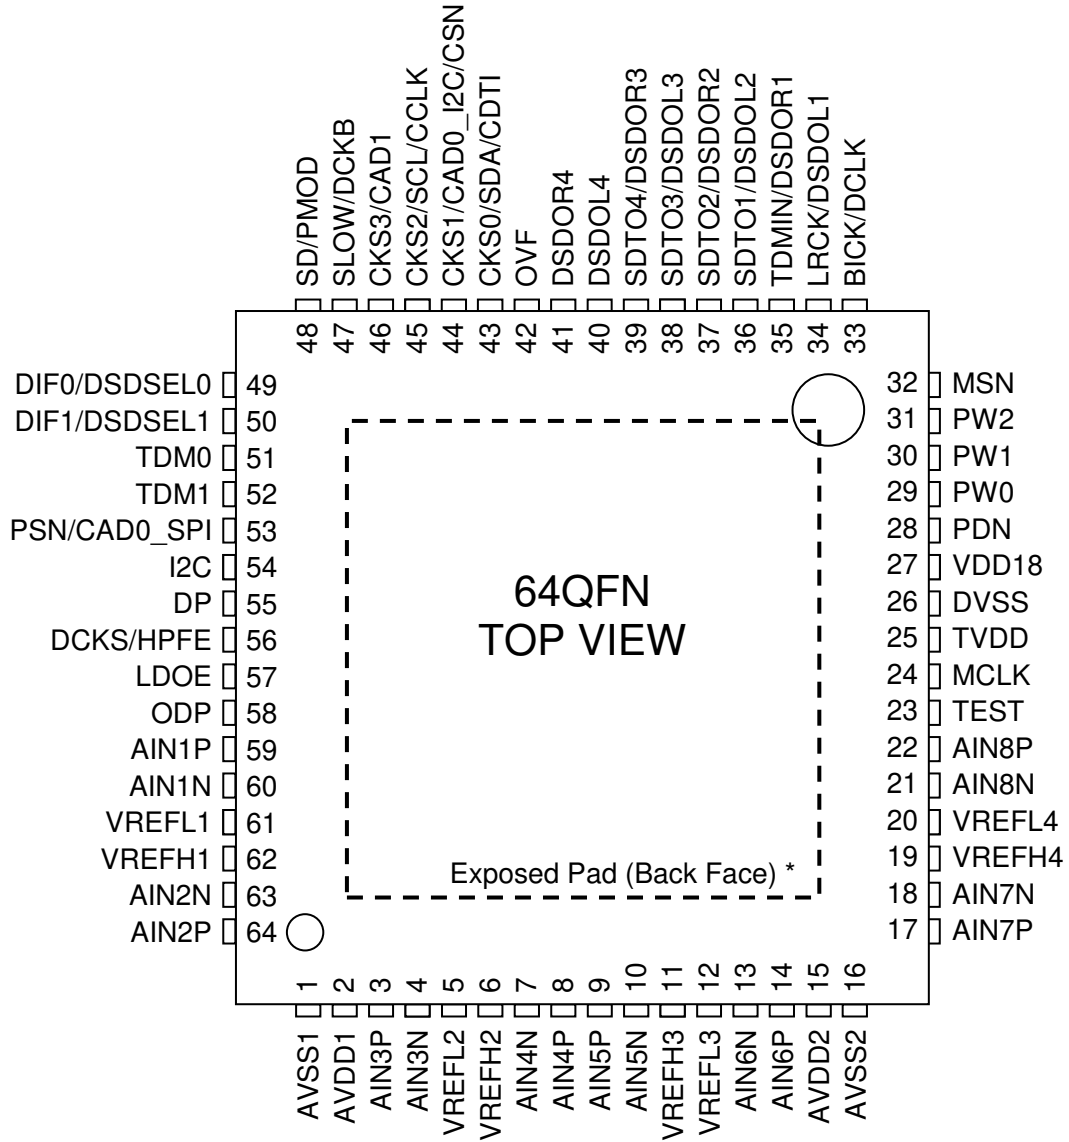 SD/PMOD
SLOW/DCKB
CKS3/CAD1
CKS2/SCL/CCLK
CKS1/CAD0_I2C/CSN
CKS0/SDA/CDTI
OVF
DSDOR4
DSDOL4
SDTO4/DSDOR3
SDTO3/DSDOL3
SDTO2/DSDOR2
SDTO1/DSDOL2
TDMIN/DSDOR1
LRCK/DSDOL1
BICK/DCLK
48
47
46
45
44
43
42
41
40
39
38
37
36
35
34
33
DIF0/DSDSEL0 49
DIF1/DSDSEL1 50
TDM0 51
TDM1 52
PSN/CAD0_SPI 53
I2C 54
DP 55
DCKS/HPFE 56
LDOE 57
ODP 58
AIN1P 59
AIN1N 60
VREFL1 61
VREFH1 62
AIN2N 63
AIN2P 64
64QFN
TOP VIEW
Exposed Pad (Back Face) *
32 MSN
31 PW2
30 PW1
29 PW0
28 PDN
27 VDD18
26 DVSS
25 TVDD
24 MCLK
23 TEST
22 AIN8P
21 AIN8N
20 VREFL4
19 VREFH4
18 AIN7N
17 AIN7P
1
2
3
4
5
6
7
8
9
10
11
12
13
14
15
16
AVSS1
AVDD1
AIN3P
AIN3N
VREFL2
VREFH2
AIN4N
AIN4P
AIN5P
AIN5N
VREFH3
VREFL3
AIN6N
AIN6P
AVDD2
AVSS2